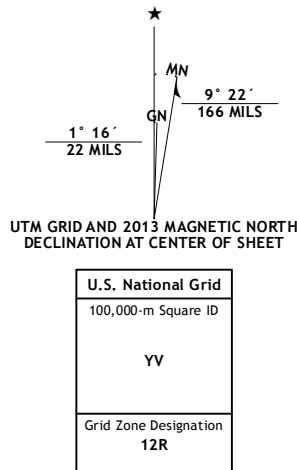 MN
GN
9° 22´
166 MILS
1° 16´
22 MILS
UTM GRID AND 2013 MAGNETIC NORTH
DECLINATION AT CENTER OF SHEET
U.S. National Grid
100,000-m Square ID
YV
Grid Zone Designation
12R